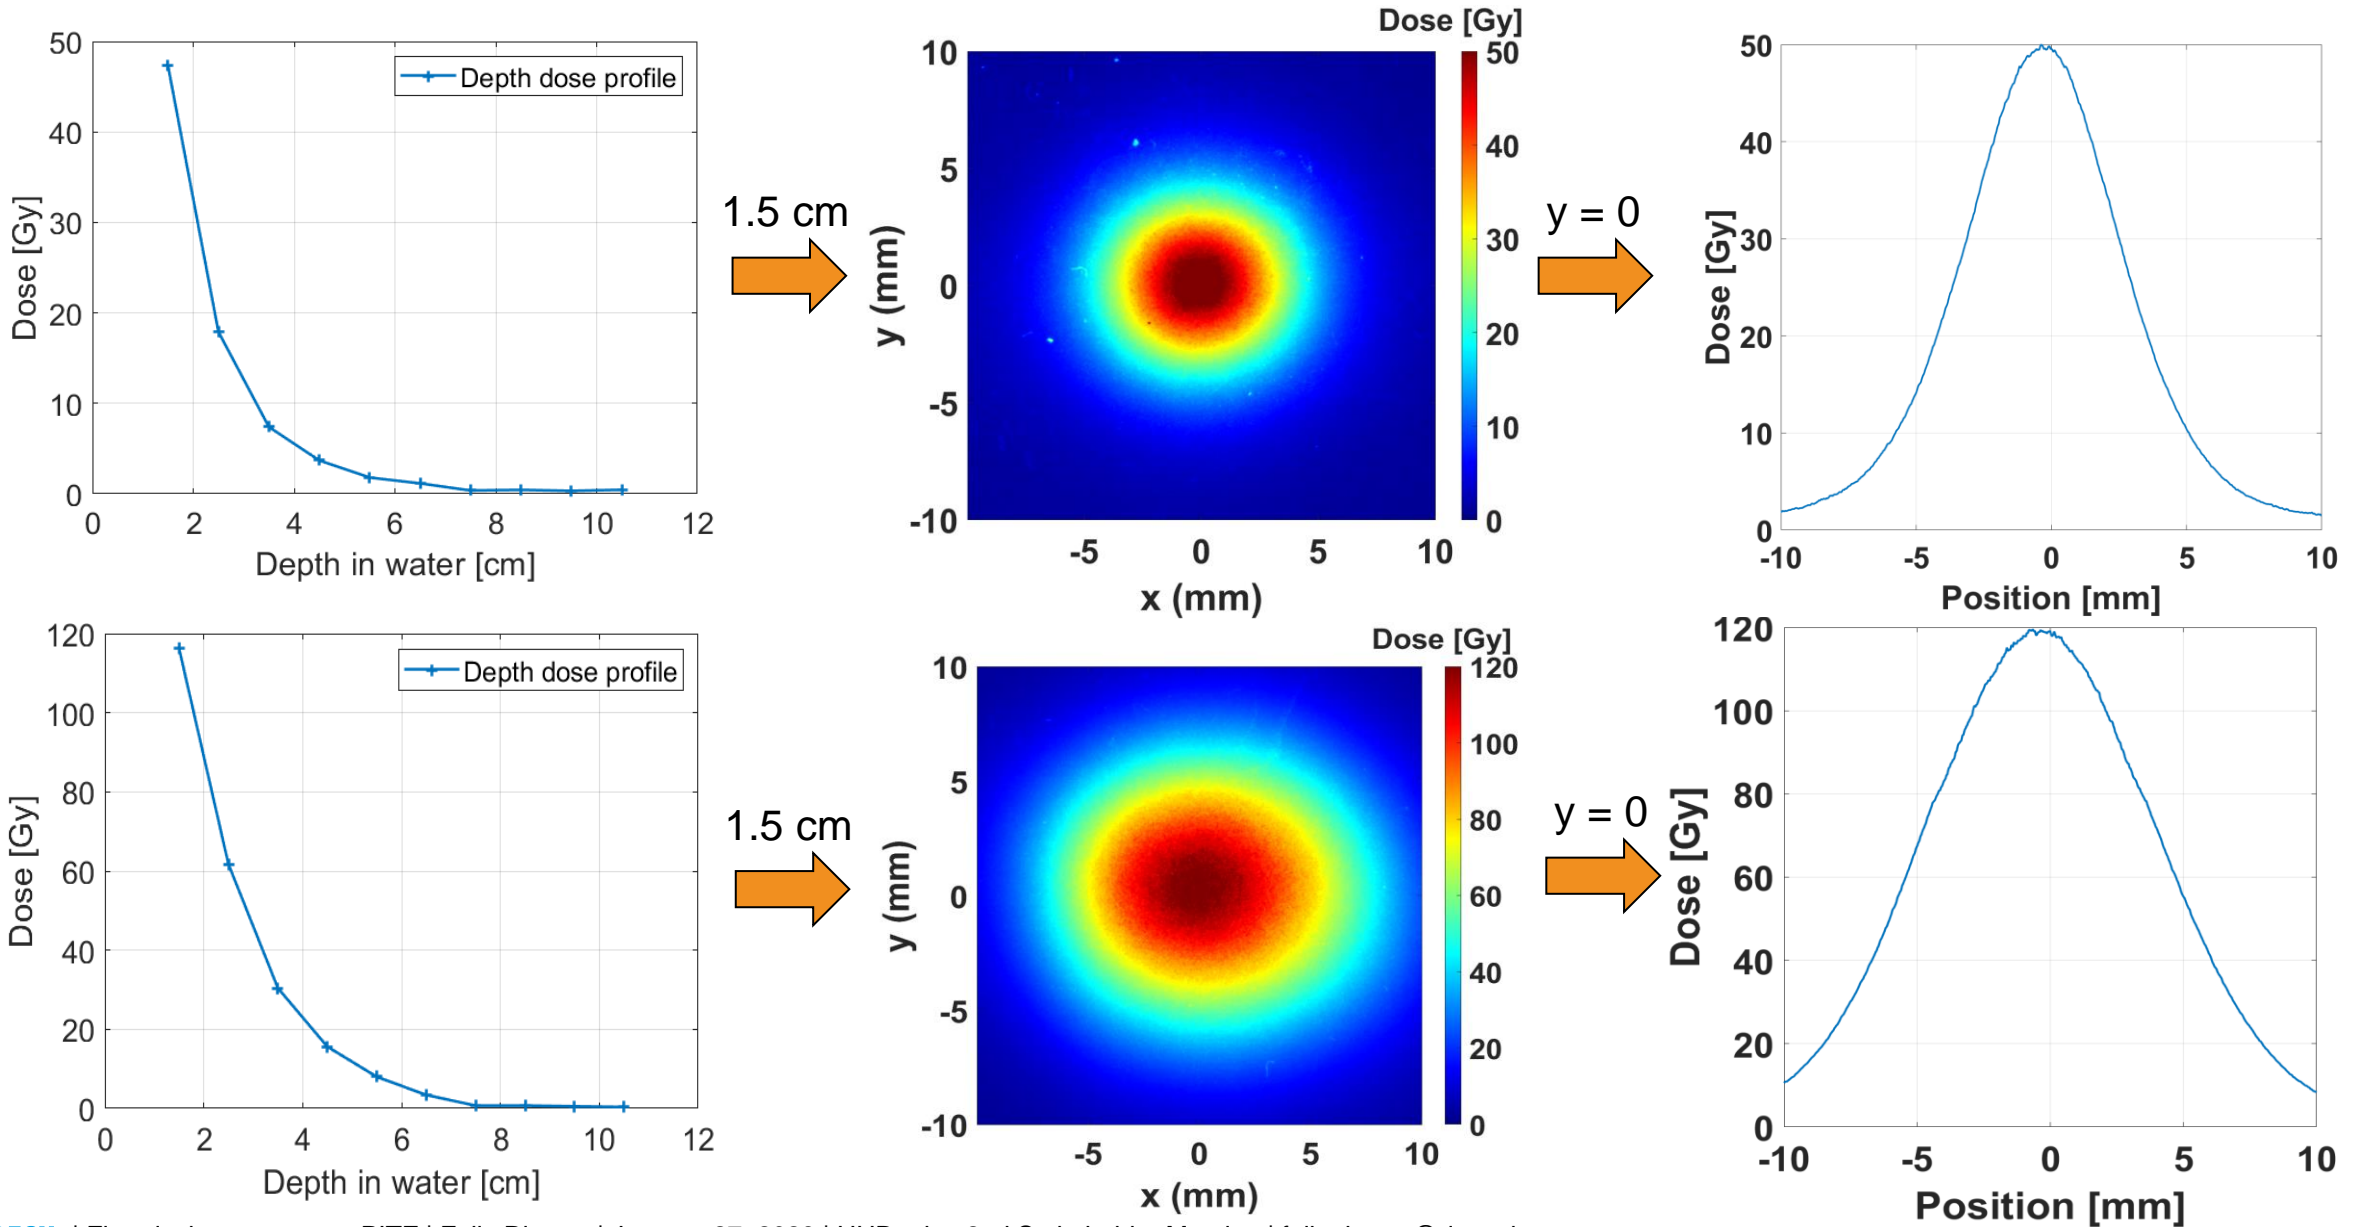 50
40
30
20
10
0
0 2 4 6 8 10 12
Dose [Gy]
Depth in water [cm]
Depth dose profile
1.5 cm
Dose [Gy]
10
5
0
-5
-10
-5 0 5 10
y (mm)
x (mm)
50
40
30
20
10
0
y = 0
50
40
30
20
10
0
-10 -5 0 5 10
Dose [Gy]
Position [mm]
120
100
80
60
40
20
0
0 2 4 6 8 10 12
Dose [Gy]
Depth in water [cm]
Depth dose profile
1.5 cm
Dose [Gy]
10
5
0
-5
-10
-5 0 5 10
y (mm)
x (mm)
120
100
80
60
40
20
0
y = 0
120
100
80
60
40
20
0
-10 -5 0 5 10
Dose [Gy]
Position [mm]